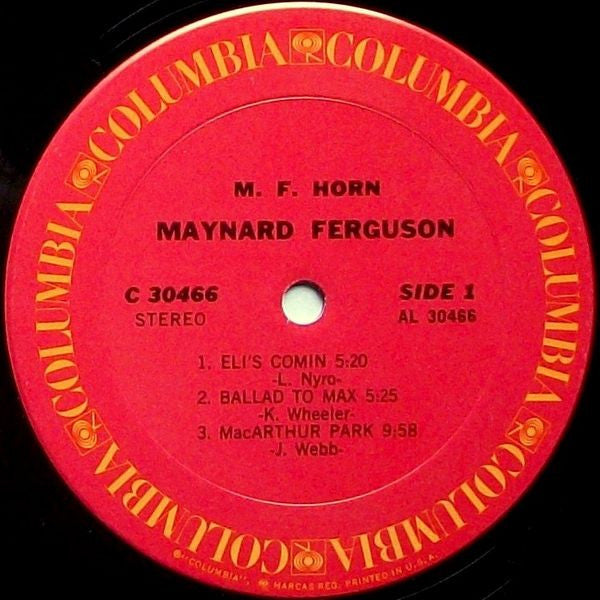 COLUMBIA COLUMBIA COLUMBIA COLUMBIA COLUMBIA COLUMBIA
M. F. HORN
MAYNARD FERGUSON
C 30466
STEREO
SIDE 1
AL 30466
1. ELI'S COMIN 5:20
-L. Nyro-
2. BALLAD TO MAX 5:25
-K. Wheeler-
3. MacARTHUR PARK 9:58
-J. Webb-
©"COLUMBIA", MARCAS REG. PRINTED IN U.S.A.